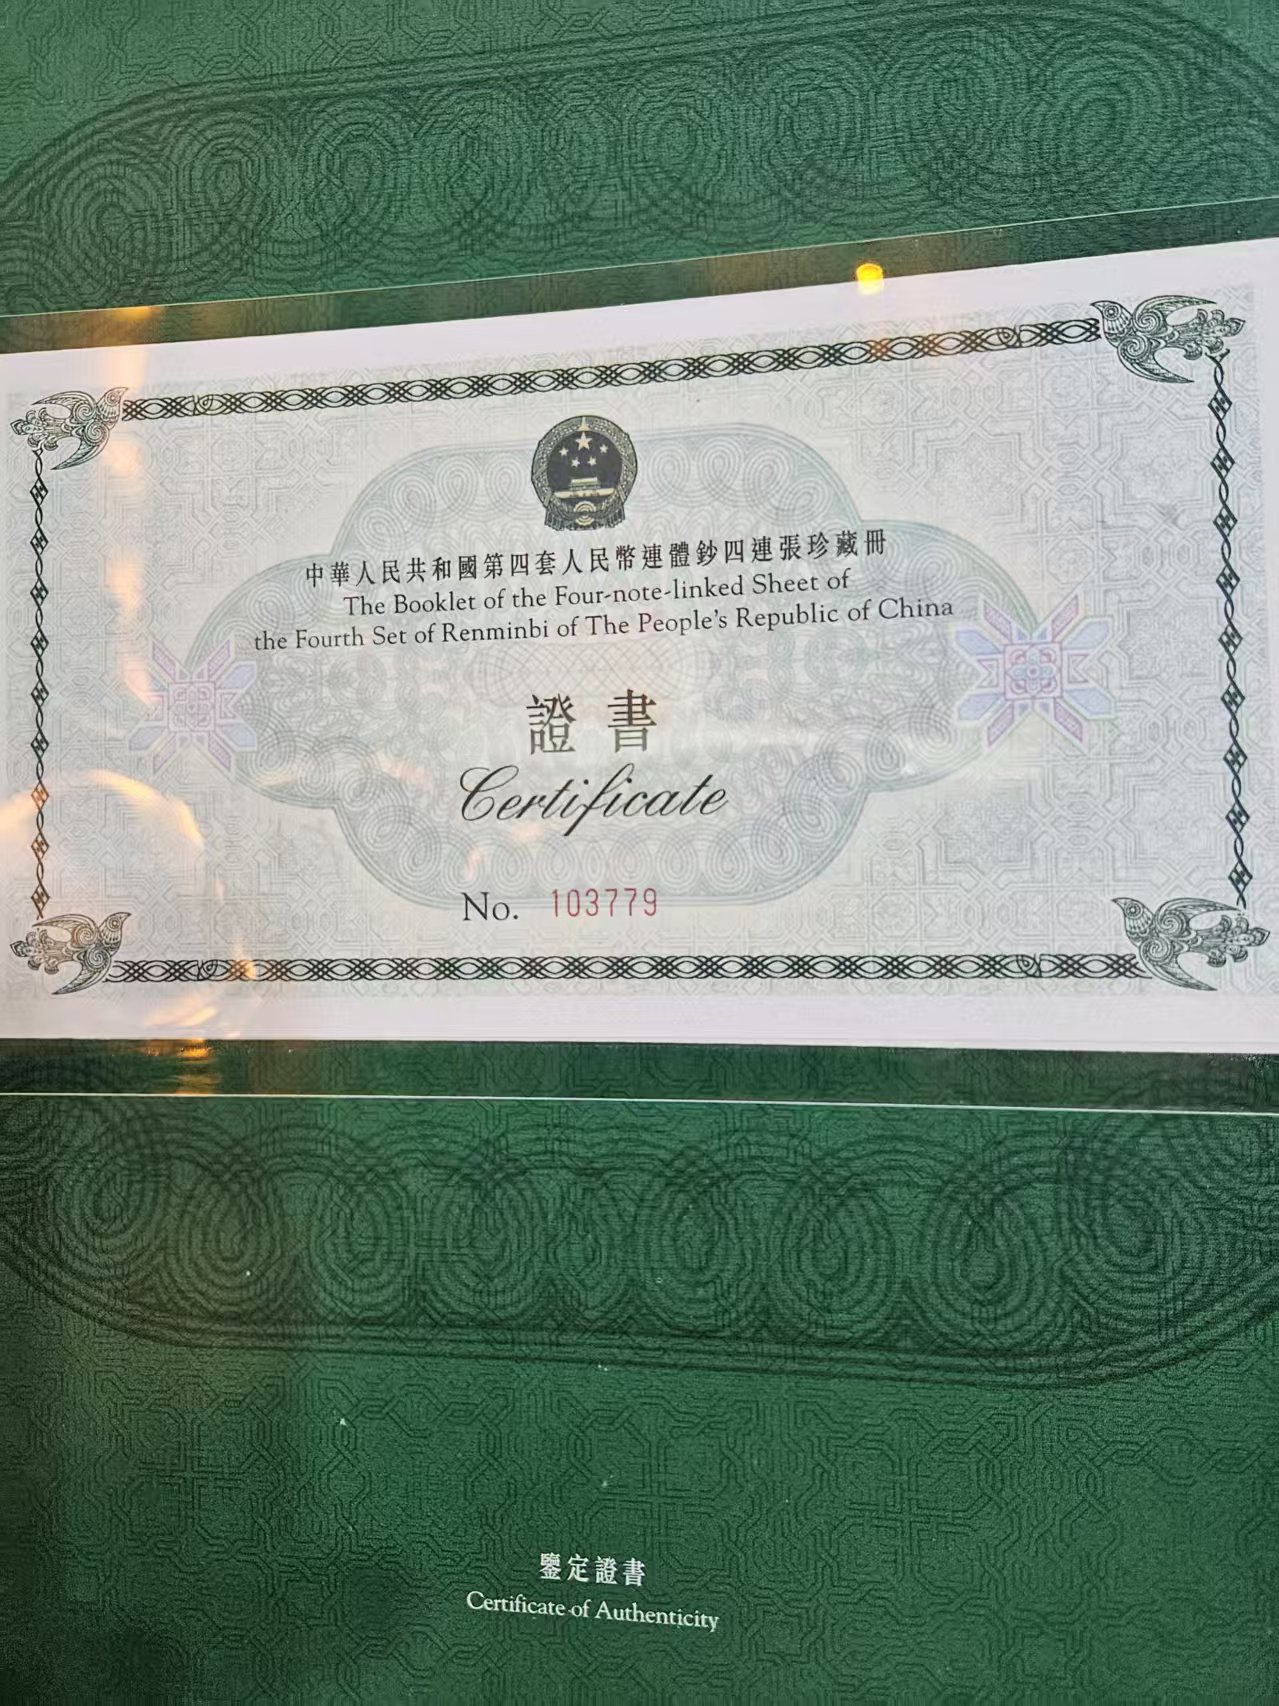 中華人民共和國第四套人民幣連體鈔四連張珍藏冊
The Booklet of the Four-note-linked Sheet of
the Fourth Set of Renminbi of The People's Republic of China
證書
Certificate
No. 103779
鑒定證書
Certificate of Authenticity